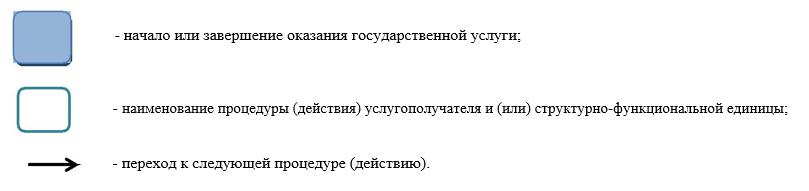 - начало или завершение оказания государственной услуги;
- наименование процедуры (действия) услугополучателя и (или) структурно-функциональной единицы;
- переход к следующей процедуре (действию).